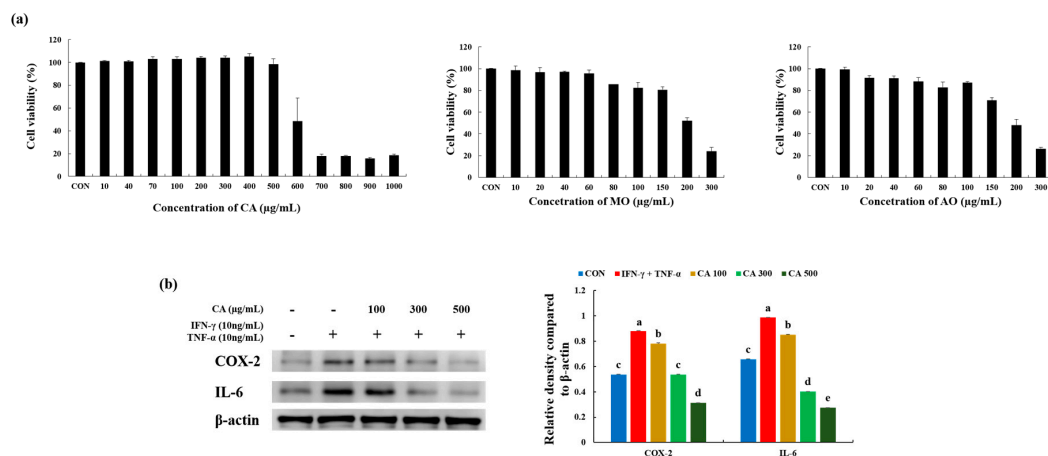 (a)
Cell viability (%)
120
100
80
60
40
20
0
CON 10 40 70 100 200 300 400 500 600 700 800 900 1000
Concentration of CA (μg/mL)
Cell viability (%)
120
100
80
60
40
20
0
CON 10 20 40 60 80 100 150 200 300
Concetration of MO (μg/mL)
Cell viability (%)
120
100
80
60
40
20
0
CON 10 20 40 60 80 100 150 200 300
Concetration of AO (μg/mL)
(b)
CA (μg/mL) - - 100 300 500
IFN-γ (10ng/mL)
TNF-α (10ng/mL) - + + + +
COX-2
IL-6
β-actin
CON IFN-γ + TNF-α CA 100 CA 300 CA 500
Relative density compared
to β-actin
1.2
1
0.8
0.6
0.4
0.2
0
c a b c d
c a b d e
COX-2 IL-6